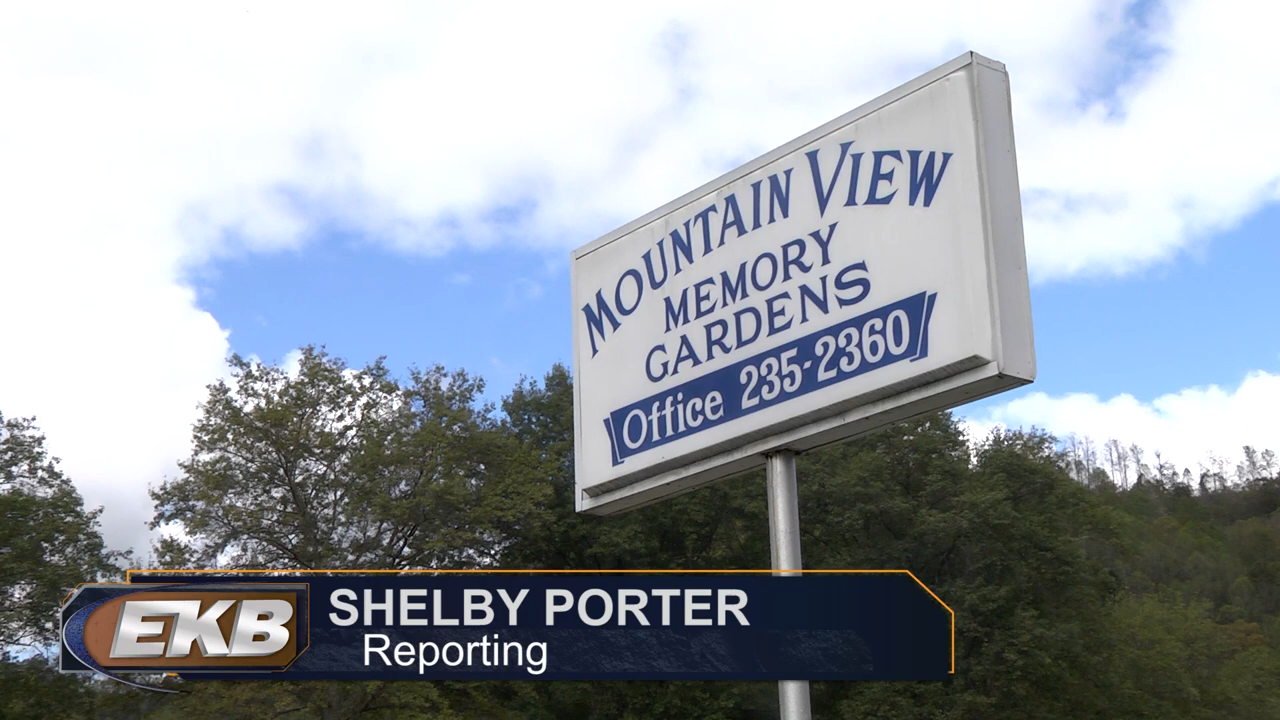 MOUNTAIN VIEW
MEMORY
GARDENS
Office 235-2360
EKB
SHELBY PORTER
Reporting